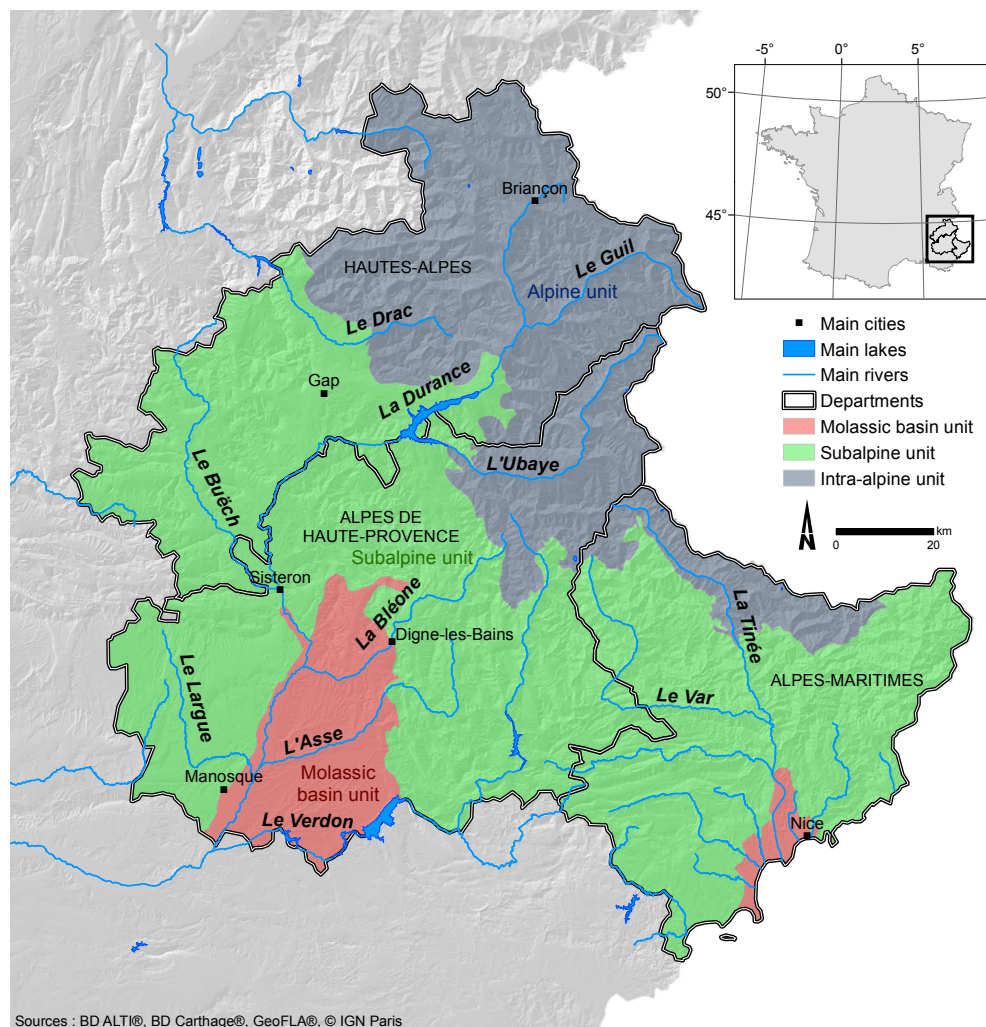 -5°
0°
5°
50°
45°
Briançon
HAUTES-ALPES
Le Guil
Alpine unit
Le Drac
Gap
La Durance
L'Ubaye
Le Buëch
ALPES DE
HAUTE-PROVENCE
Subalpine unit
Sisteron
La Bléone
Digne-les-Bains
La Tinée
Le Largue
Le Var
ALPES-MARITIMES
L'Asse
Manosque
Molassic
basin unit
Le Verdon
Nice
Main cities
Main lakes
Main rivers
Departments
Molassic basin unit
Subalpine unit
Intra-alpine unit
N
km
0
20
Sources : BD ALTI®, BD Carthage®, GeoFLA®, © IGN Paris